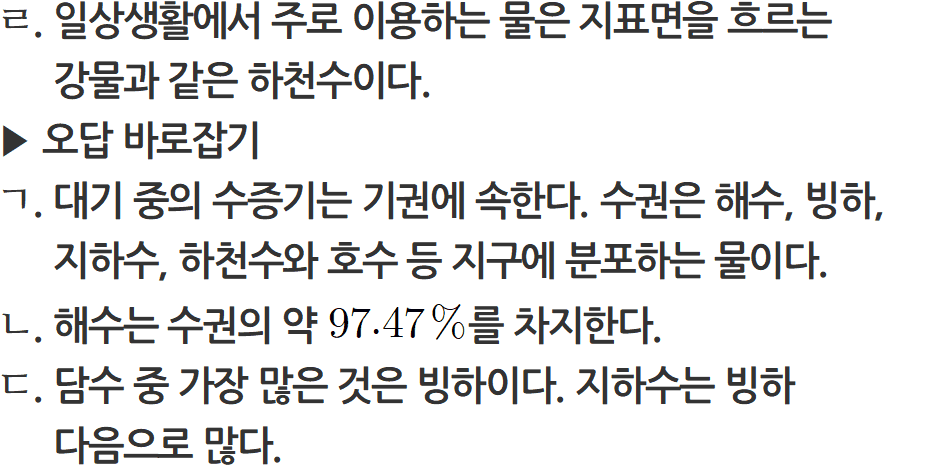 ㄹ. 일상생활에서 주로 이용하는 물은 지표면을 흐르는
강물과 같은 하천수이다.
▶ 오답 바로잡기
ㄱ. 대기 중의 수증기는 기권에 속한다. 수권은 해수, 빙하,
지하수, 하천수와 호수 등 지구에 분포하는 물이다.
ㄴ. 해수는 수권의 약 97.47%를 차지한다.
ㄷ. 담수 중 가장 많은 것은 빙하이다. 지하수는 빙하
다음으로 많다.